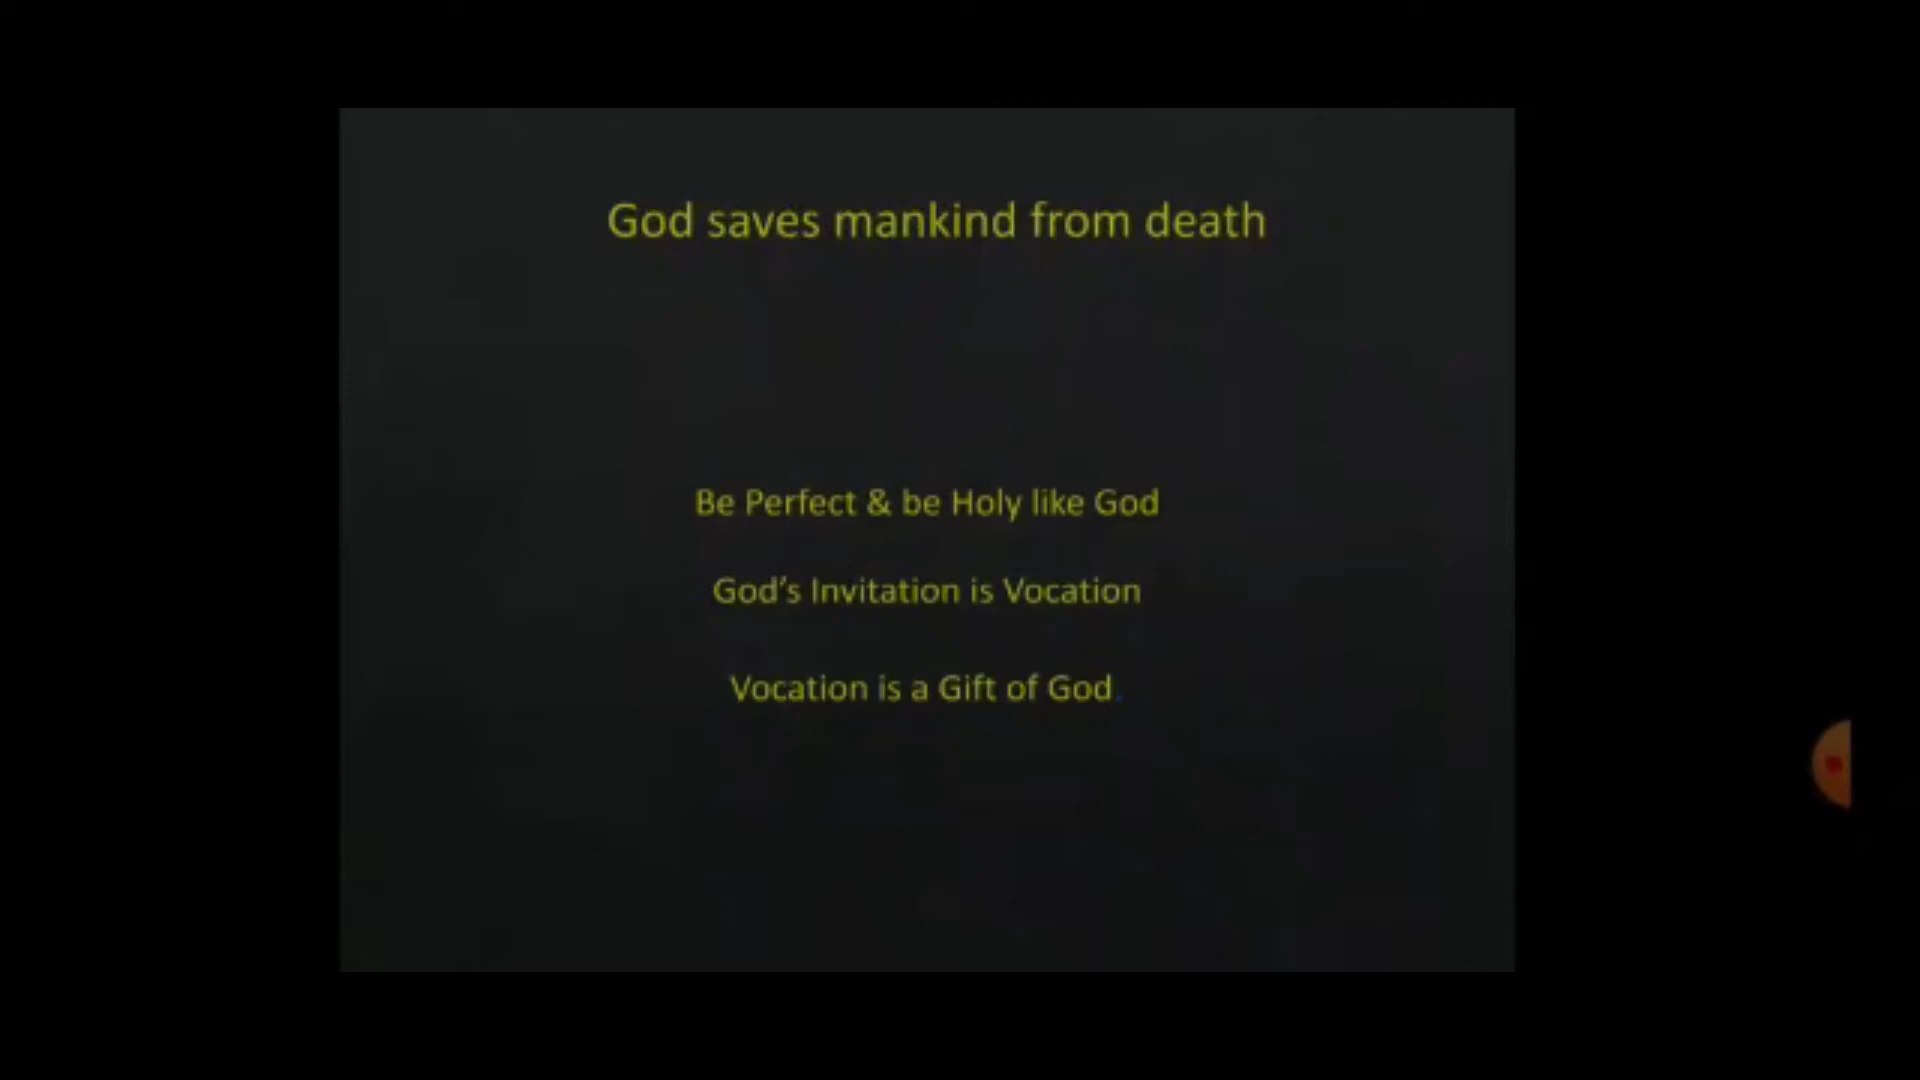 God saves mankind from death
Be Perfect & be Holy like God
God's Invitation is Vocation
Vocation is a Gift of God.